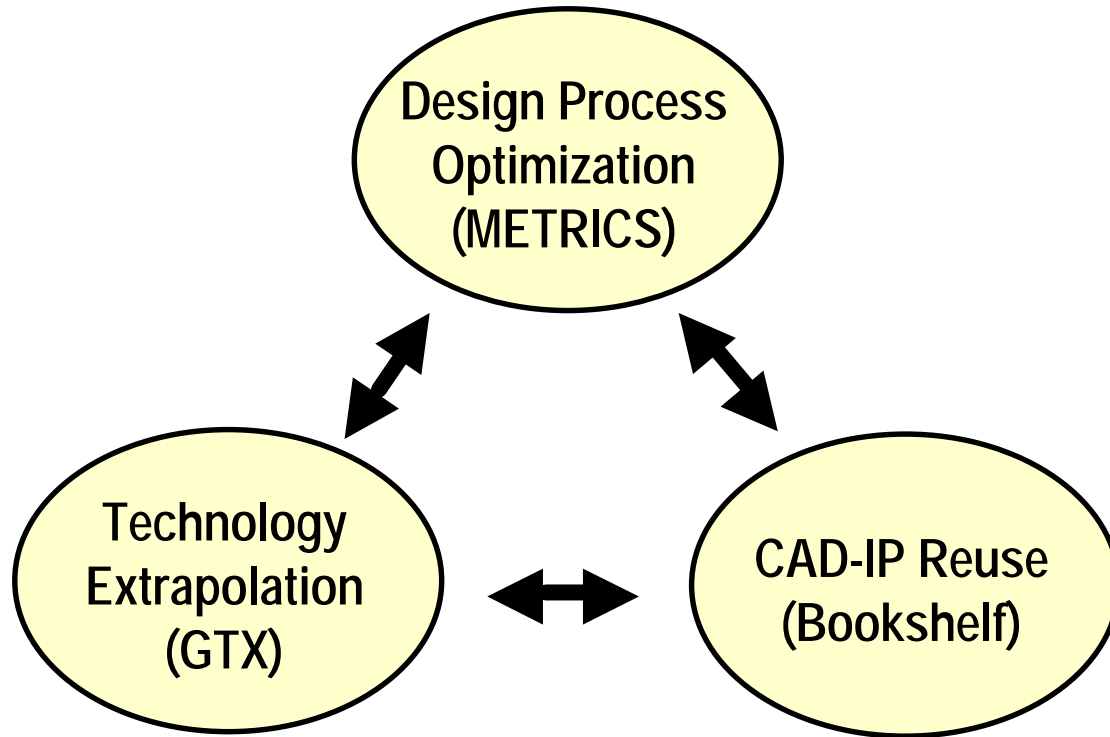 Design Process
Optimization
(METRICS)
Technology
Extrapolation
(GTX)
CAD-IP Reuse
(Bookshelf)